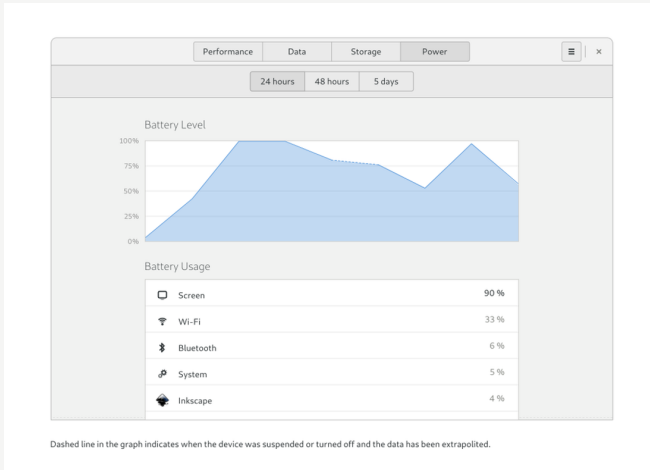 Performance Data Storage Power
24 hours 48 hours 5 days
Battery Level
100%
75%
50%
25%
0%
Battery Usage
Screen 90 %
Wi-Fi 33 %
Bluetooth 6 %
System 5 %
Inkscape 4 %
Dashed line in the graph indicates when the device was suspended or turned off and the data has been extrapolited.